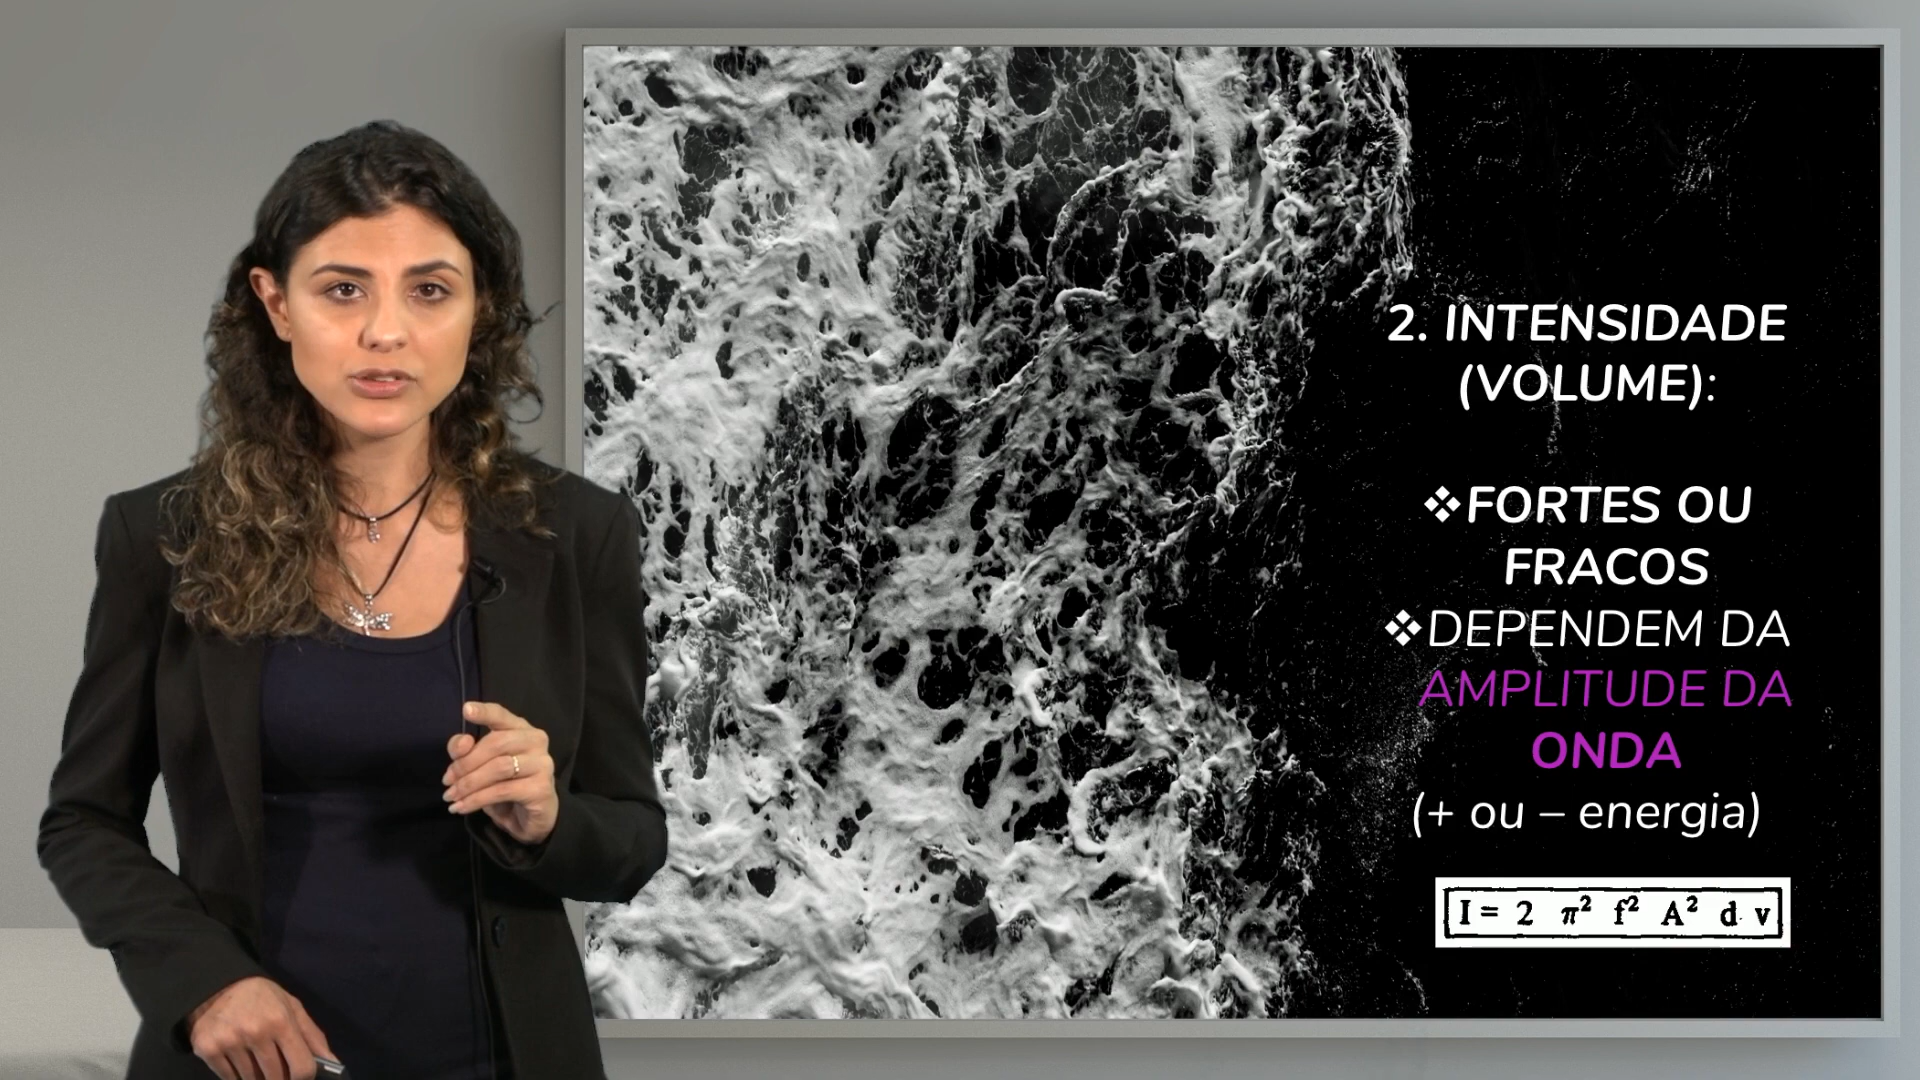 2. INTENSIDADE
(VOLUME):
❖FORTES OU
FRACOS
❖DEPENDEM DA
AMPLITUDE DA
ONDA
(+ ou – energia)
I = 2 π² f² A² d v